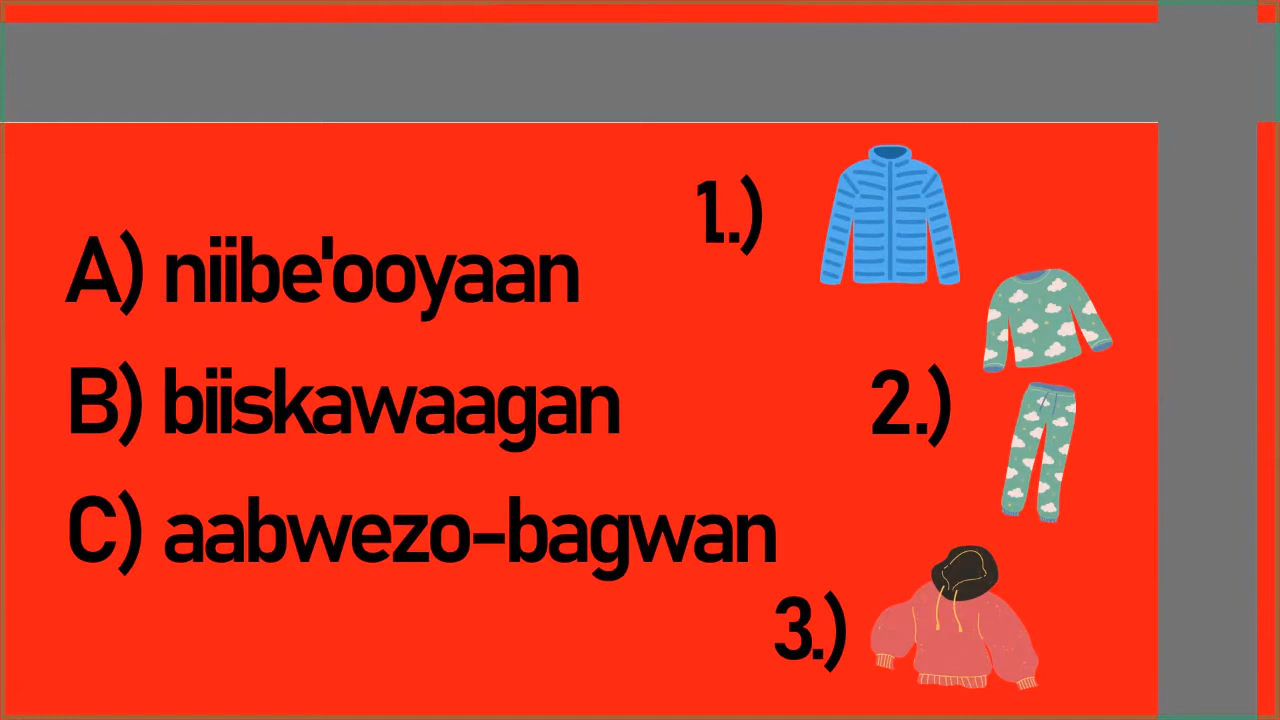 A) niibe'ooyaan
B) biiskawaagan
C) aabwezo-bagwan
1.)
2.)
3.)